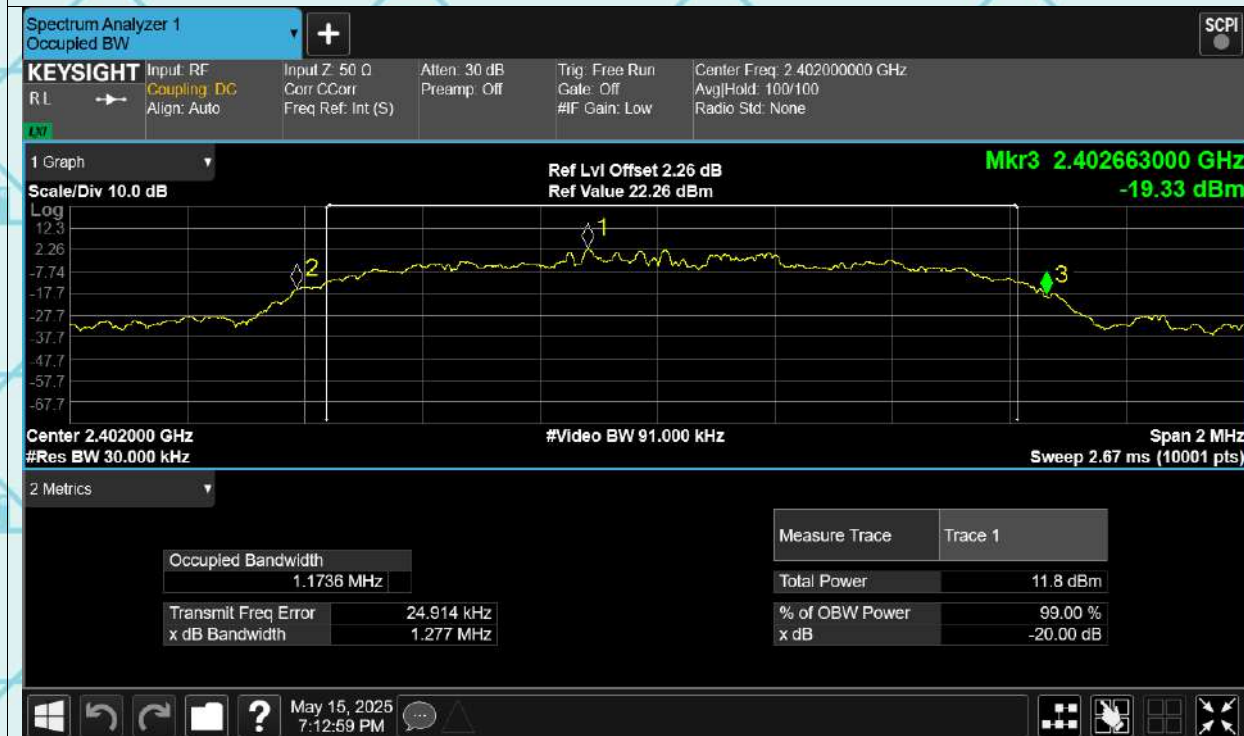 Spectrum Analyzer 1
Occupied BW
+
SCPI
KEYSIGHT
RL
LXI
Input: RF
Coupling: DC
Align: Auto
Input Z: 50 Ω
Corr CCorr
Freq Ref: Int (S)
Atten: 30 dB
Preamp: Off
Trig: Free Run
Gate: Off
#IF Gain: Low
Center Freq: 2.402000000 GHz
Avg|Hold: 100/100
Radio Std: None
1 Graph
Scale/Div 10.0 dB
Ref Lvl Offset 2.26 dB
Ref Value 22.26 dBm
Mkr3 2.402663000 GHz
-19.33 dBm
Log
12.3
2.26
-7.74
-17.7
-27.7
-37.7
-47.7
-57.7
-67.7
1
2
3
Center 2.402000 GHz
#Video BW 91.000 kHz
Span 2 MHz
#Res BW 30.000 kHz
Sweep 2.67 ms (10001 pts)
2 Metrics
Measure Trace Trace 1
Occupied Bandwidth
1.1736 MHz
Total Power 11.8 dBm
Transmit Freq Error 24.914 kHz
% of OBW Power 99.00 %
x dB Bandwidth 1.277 MHz
x dB -20.00 dB
?
May 15, 2025
7:12:59 PM